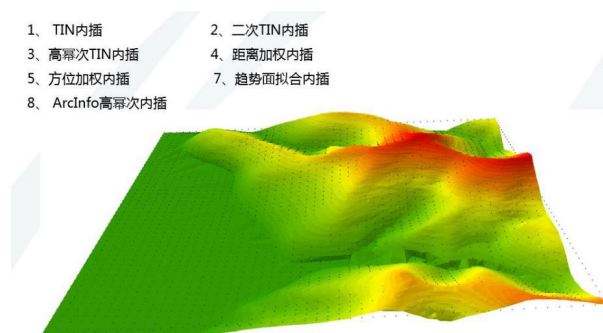 1、 TIN内插 2、二次TIN内插
3、高幂次TIN内插 4、距离加权内插
5、方位加权内插 7、趋势面拟合内插
8、 ArcInfo高幂次内插